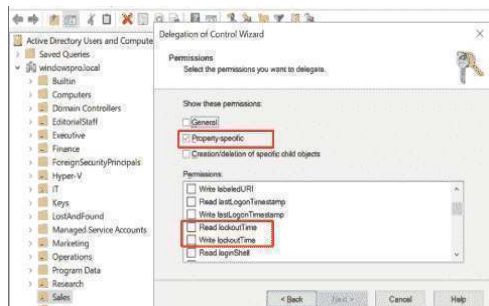 Active Directory Users and Compute
Saved Queries
windowspro.local
Builtin
Computers
Domain Controllers
EditorialStaff
Executive
Finance
ForeignSecurityPrincipals
Hyper-V
IT
Keys
LostAndFound
Managed Service Accounts
Marketing
Operations
Program Data
Research
Sales
Delegation of Control Wizard
Permissions
Select the permissions you want to delegate.
Show these permissions:
General
Property-specific
Creation/deletion of specific child objects
Permissions:
Write labeledURI
Read lastLogonTimestamp
Write lastLogonTimestamp
Read lockoutTime
Write lockoutTime
Read loginShell
< Back
Next >
Cancel
Help